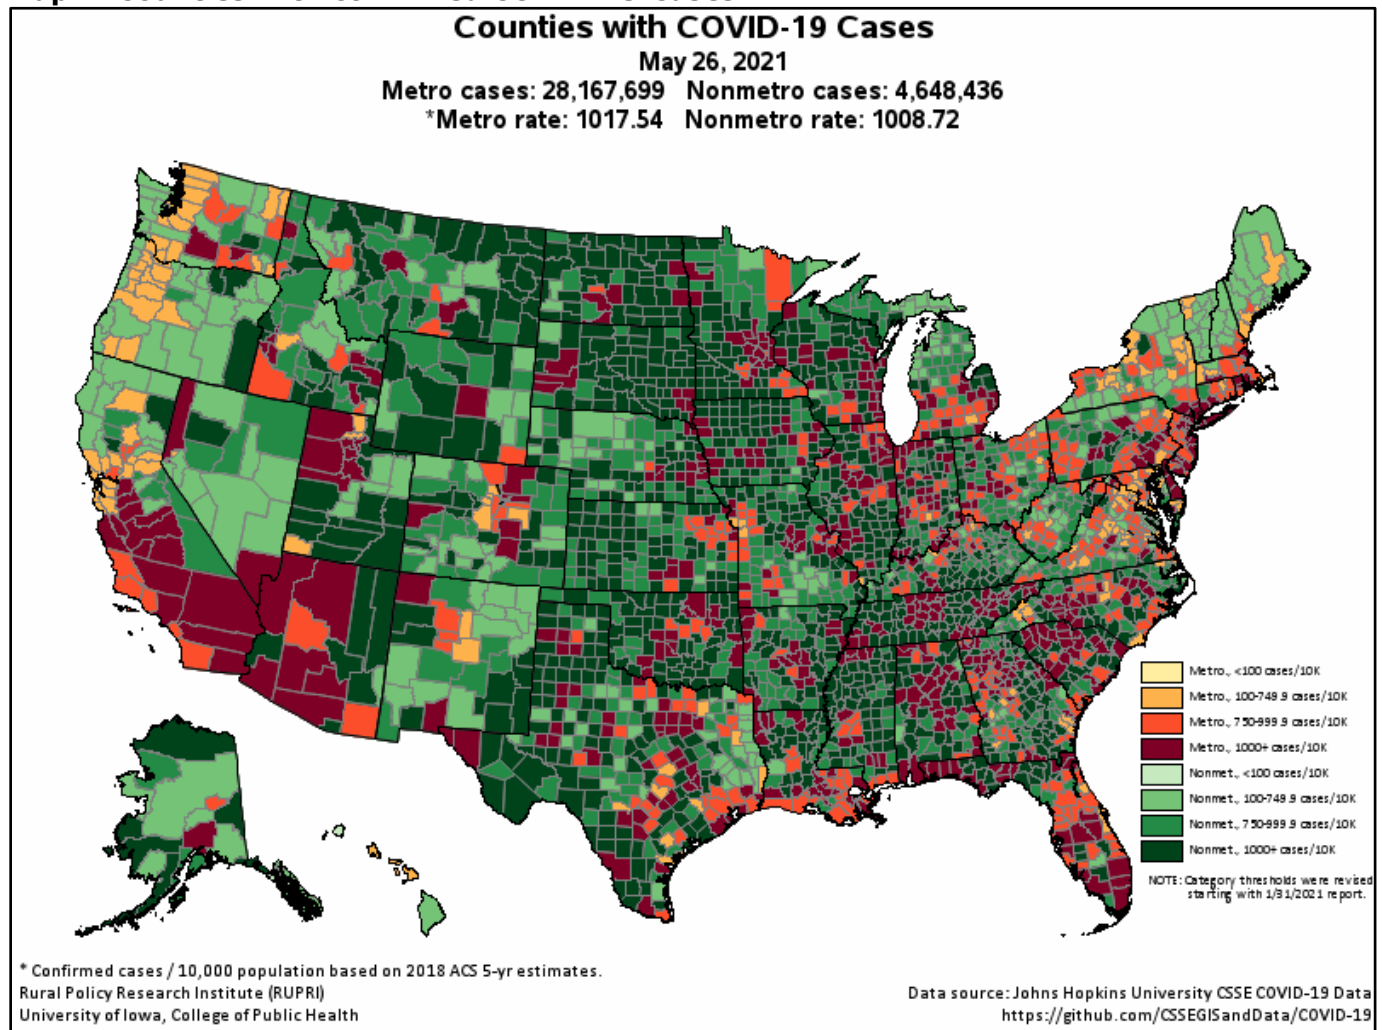 Counties with COVID-19 Cases
May 26, 2021
Metro cases: 28,167,699 Nonmetro cases: 4,648,436
*Metro rate: 1017.54 Nonmetro rate: 1008.72
Metro., <100 cases/10K
Metro., 100-749.9 cases/10K
Metro., 750-999.9 cases/10K
Metro., 1000+ cases/10K
Nonmet., <100 cases/10K
Nonmet., 100-749.9 cases/10K
Nonmet., 750-999.9 cases/10K
Nonmet., 1000+ cases/10K
NOTE: Category thresholds were revised
starting with 1/31/2021 report.
* Confirmed cases / 10,000 population based on 2018 ACS 5-yr estimates.
Rural Policy Research Institute (RUPRI)
University of Iowa, College of Public Health
Data source: Johns Hopkins University CSSE COVID-19 Data
https://github.com/CSSEGISandData/COVID-19